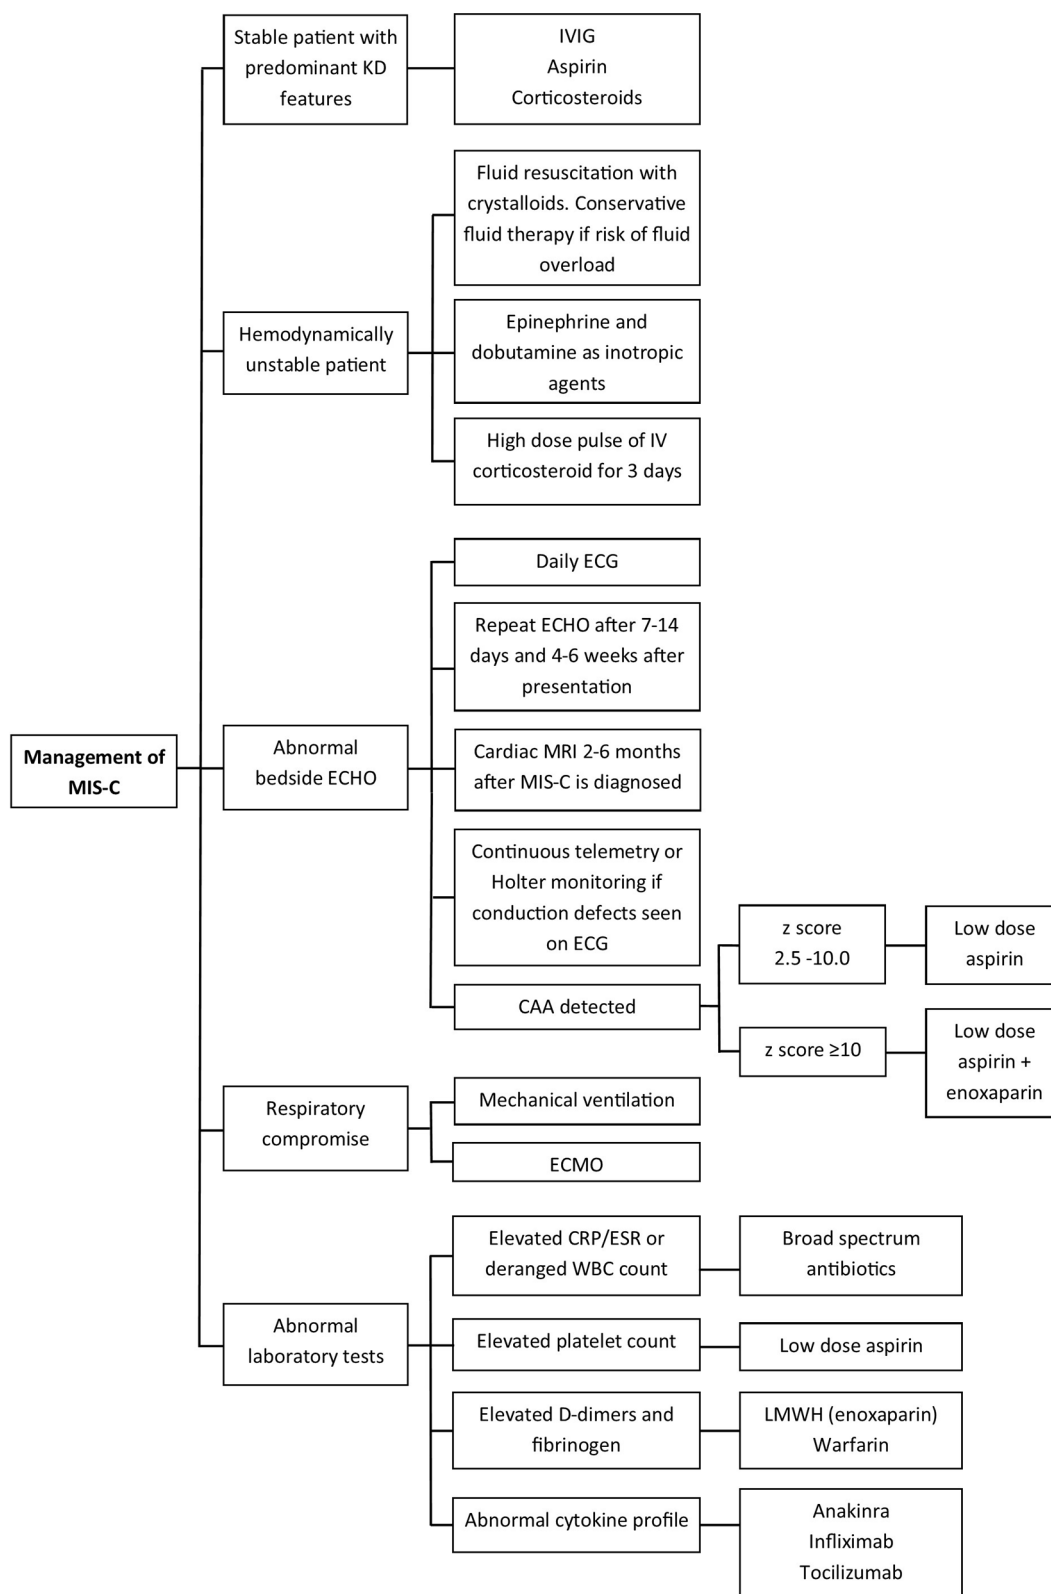 Stable patient with
predominant KD
features
IVIG
Aspirin
Corticosteroids
Fluid resuscitation with
crystalloids. Conservative
fluid therapy if risk of fluid
overload
Hemodynamically
unstable patient
Epinephrine and
dobutamine as inotropic
agents
High dose pulse of IV
corticosteroid for 3 days
Daily ECG
Repeat ECHO after 7-14
days and 4-6 weeks after
presentation
Management of
MIS-C
Abnormal
bedside ECHO
Cardiac MRI 2-6 months
after MIS-C is diagnosed
Continuous telemetry or
Holter monitoring if
conduction defects seen
on ECG
z score
2.5 -10.0
Low dose
aspirin
CAA detected
z score ≥10
Low dose
aspirin +
enoxaparin
Respiratory
compromise
Mechanical ventilation
ECMO
Elevated CRP/ESR or
deranged WBC count
Broad spectrum
antibiotics
Abnormal
laboratory tests
Elevated platelet count
Low dose aspirin
Elevated D-dimers and
fibrinogen
LMWH (enoxaparin)
Warfarin
Abnormal cytokine profile
Anakinra
Infliximab
Tocilizumab